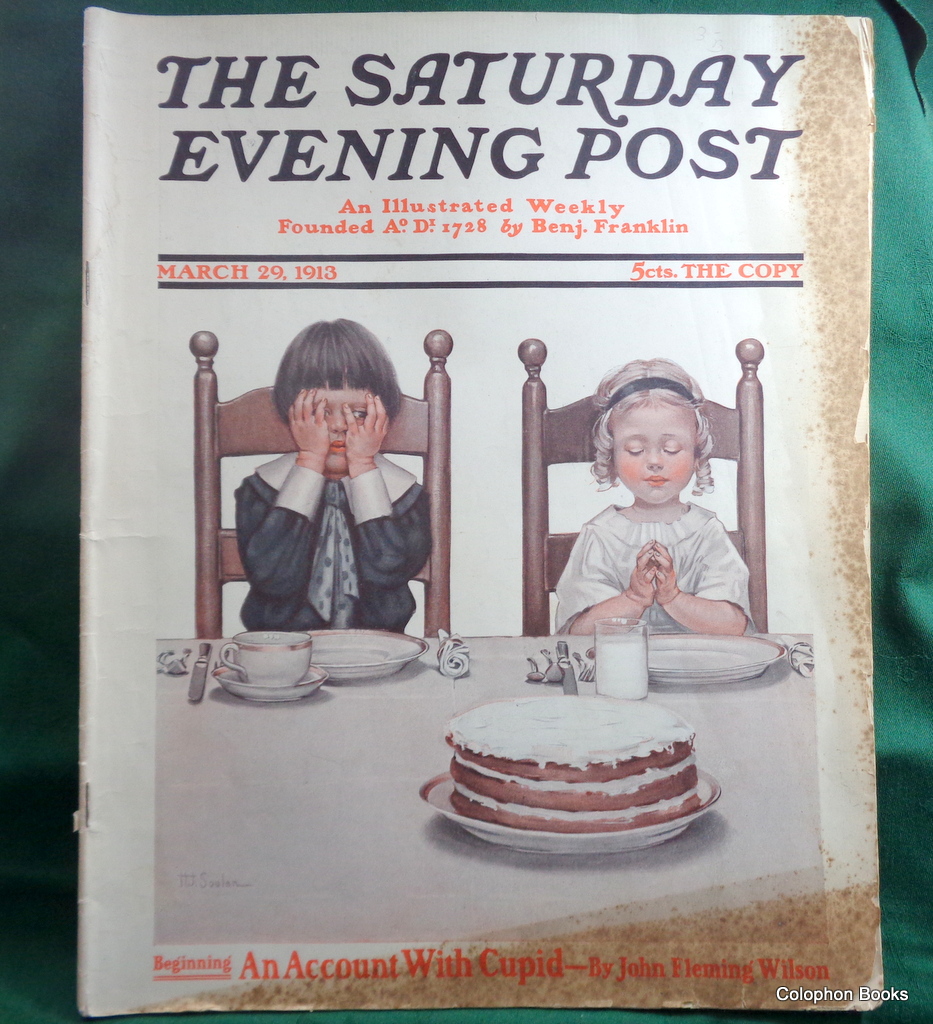 THE SATURDAY
EVENING POST
An Illustrated Weekly
Founded Aº Dⁱ 1728 by Benj. Franklin
MARCH 29, 1913
5cts. THE COPY
Beginning An Account With Cupid—By John Fleming Wilson
Colophon Books